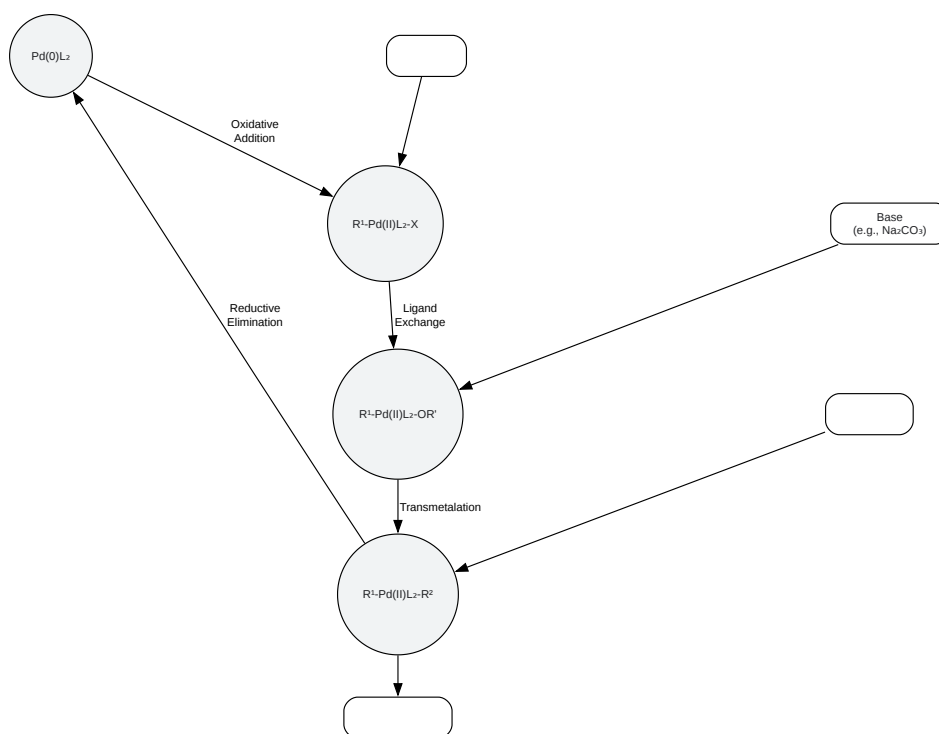 Pd(0)L₂
Oxidative
Addition
R¹-Pd(II)L₂-X
Base
(e.g., Na₂CO₃)
Reductive
Elimination
Ligand
Exchange
R¹-Pd(II)L₂-OR'
Transmetalation
R¹-Pd(II)L₂-R²